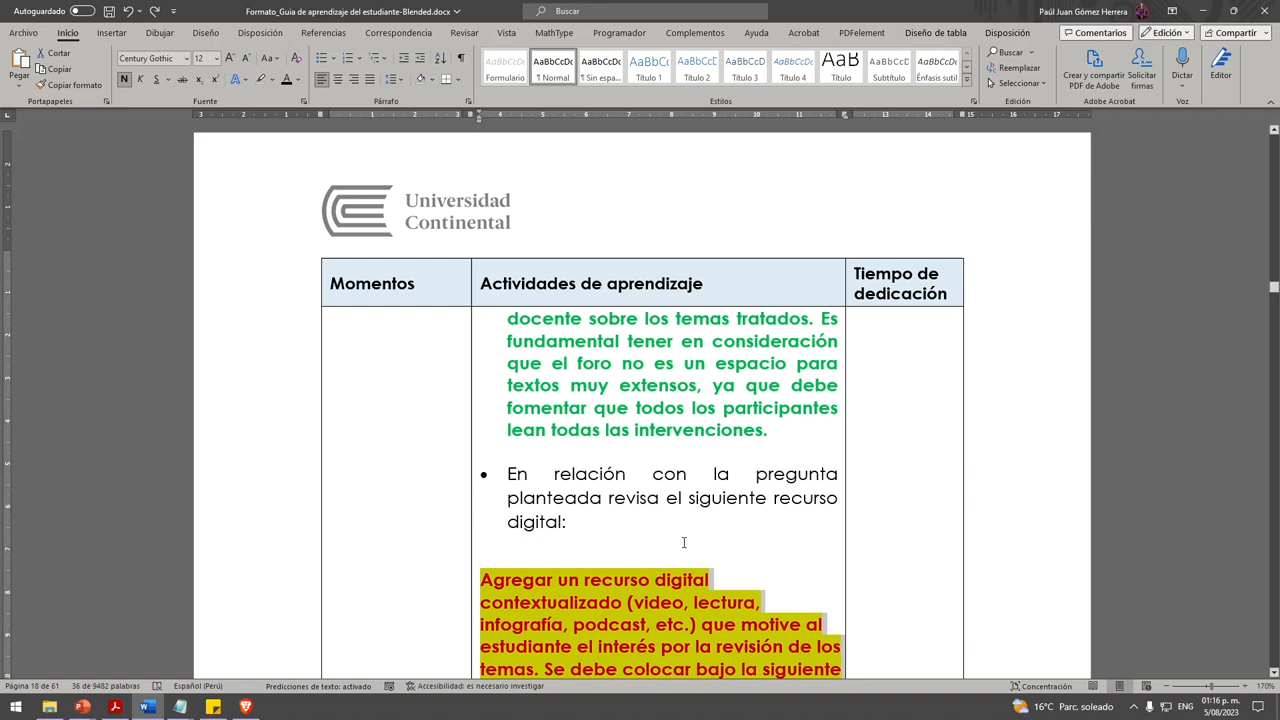 Autoguardado
Formato_Guia de aprendizaje del estudiante-Blended.docx
Buscar
Paúl Juan Gómez Herrera
Archivo Inicio Insertar Dibujar Diseño Disposición Referencias Correspondencia Revisar Vista MathType Programador Complementos Ayuda Acrobat PDFelement Diseño de tabla Disposición
Comentarios Edición Compartir
Pegar
Cortar
Copiar
Copiar formato
Portapapeles
Century Gothic 12
N K S
Fuente
Párrafo
AaBbCcDc AaBbCcDc AaBbCcDc AaBbCc AaBbCcC AaBbCcD AaBbCcDc AaB AaBbCcD AaBbCcDc
Formulario ¶ Normal ¶ Sin espa... Título 1 Título 2 Título 3 Título 4 Título Subtítulo Énfasis sutil
Estilos
Buscar
Reemplazar
Seleccionar
Edición
Crear y compartir PDF de Adobe
Solicitar firmas
Adobe Acrobat
Dictar
Voz
Editor
Universidad
Continental
Momentos
Actividades de aprendizaje
Tiempo de
dedicación
docente sobre los temas tratados. Es
fundamental tener en consideración
que el foro no es un espacio para
textos muy extensos, ya que debe
fomentar que todos los participantes
lean todas las intervenciones.
• En relación con la pregunta
planteada revisa el siguiente recurso
digital:
Agregar un recurso digital
contextualizado (video, lectura,
infografía, podcast, etc.) que motive al
estudiante el interés por la revisión de los
temas. Se debe colocar bajo la siguiente
Página 18 de 61 36 de 9482 palabras Español (Perú) Predicciones de texto: activado Accesibilidad: es necesario investigar
Concentración 170%
16°C Parc. soleado
ENG
01:16 p. m.
5/08/2023